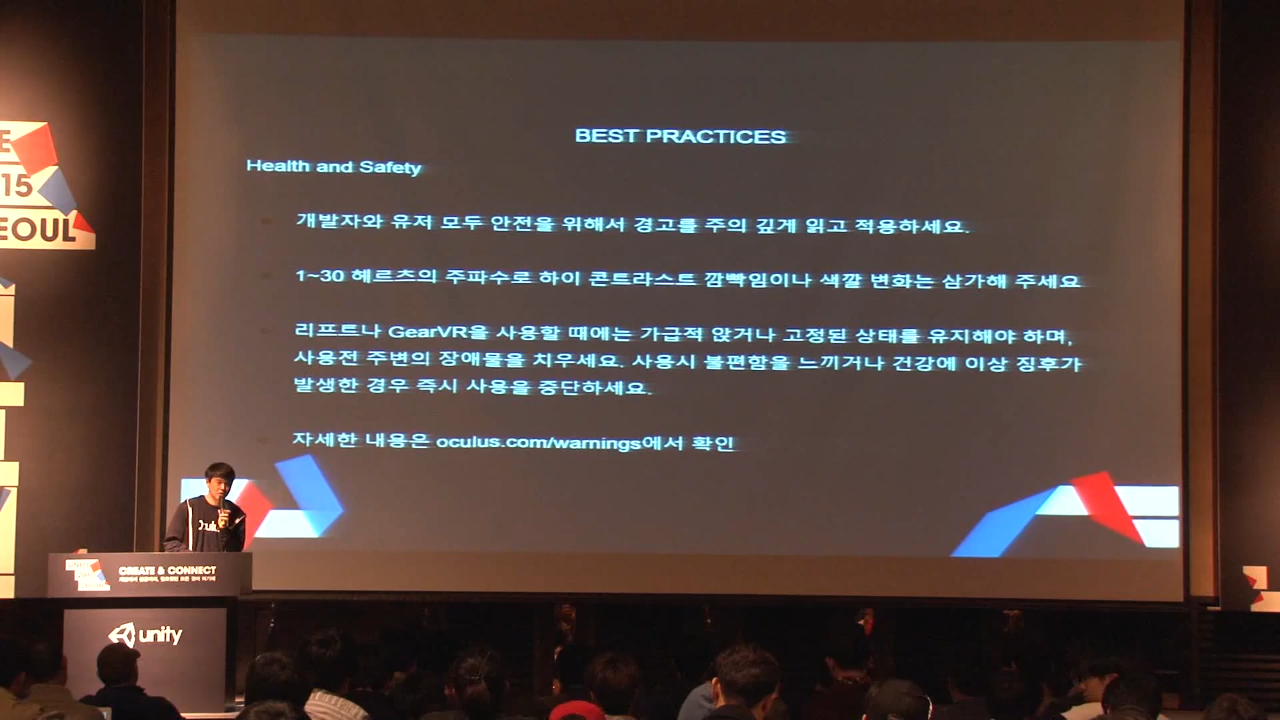 BEST PRACTICES
Health and Safety
개발자와 유저 모두 안전을 위해서 경고를 주의 깊게 읽고 적용하세요.
1~30 헤르츠의 주파수로 하이 콘트라스트 깜빡임이나 색깔 변화는 삼가해 주세요
리프트나 GearVR을 사용할 때에는 가급적 앉거나 고정된 상태를 유지해야 하며,
사용전 주변의 장애물을 치우세요. 사용시 불편함을 느끼거나 건강에 이상 징후가
발생한 경우 즉시 사용을 중단하세요.
자세한 내용은 oculus.com/warnings에서 확인
E
15
EOUL
CREATE & CONNECT
unity